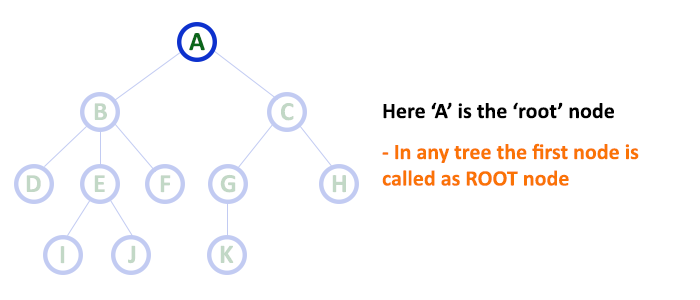 A
B C
Here ‘A’ is the ‘root’ node
- In any tree the first node is
called as ROOT node
D E F G H
I J K